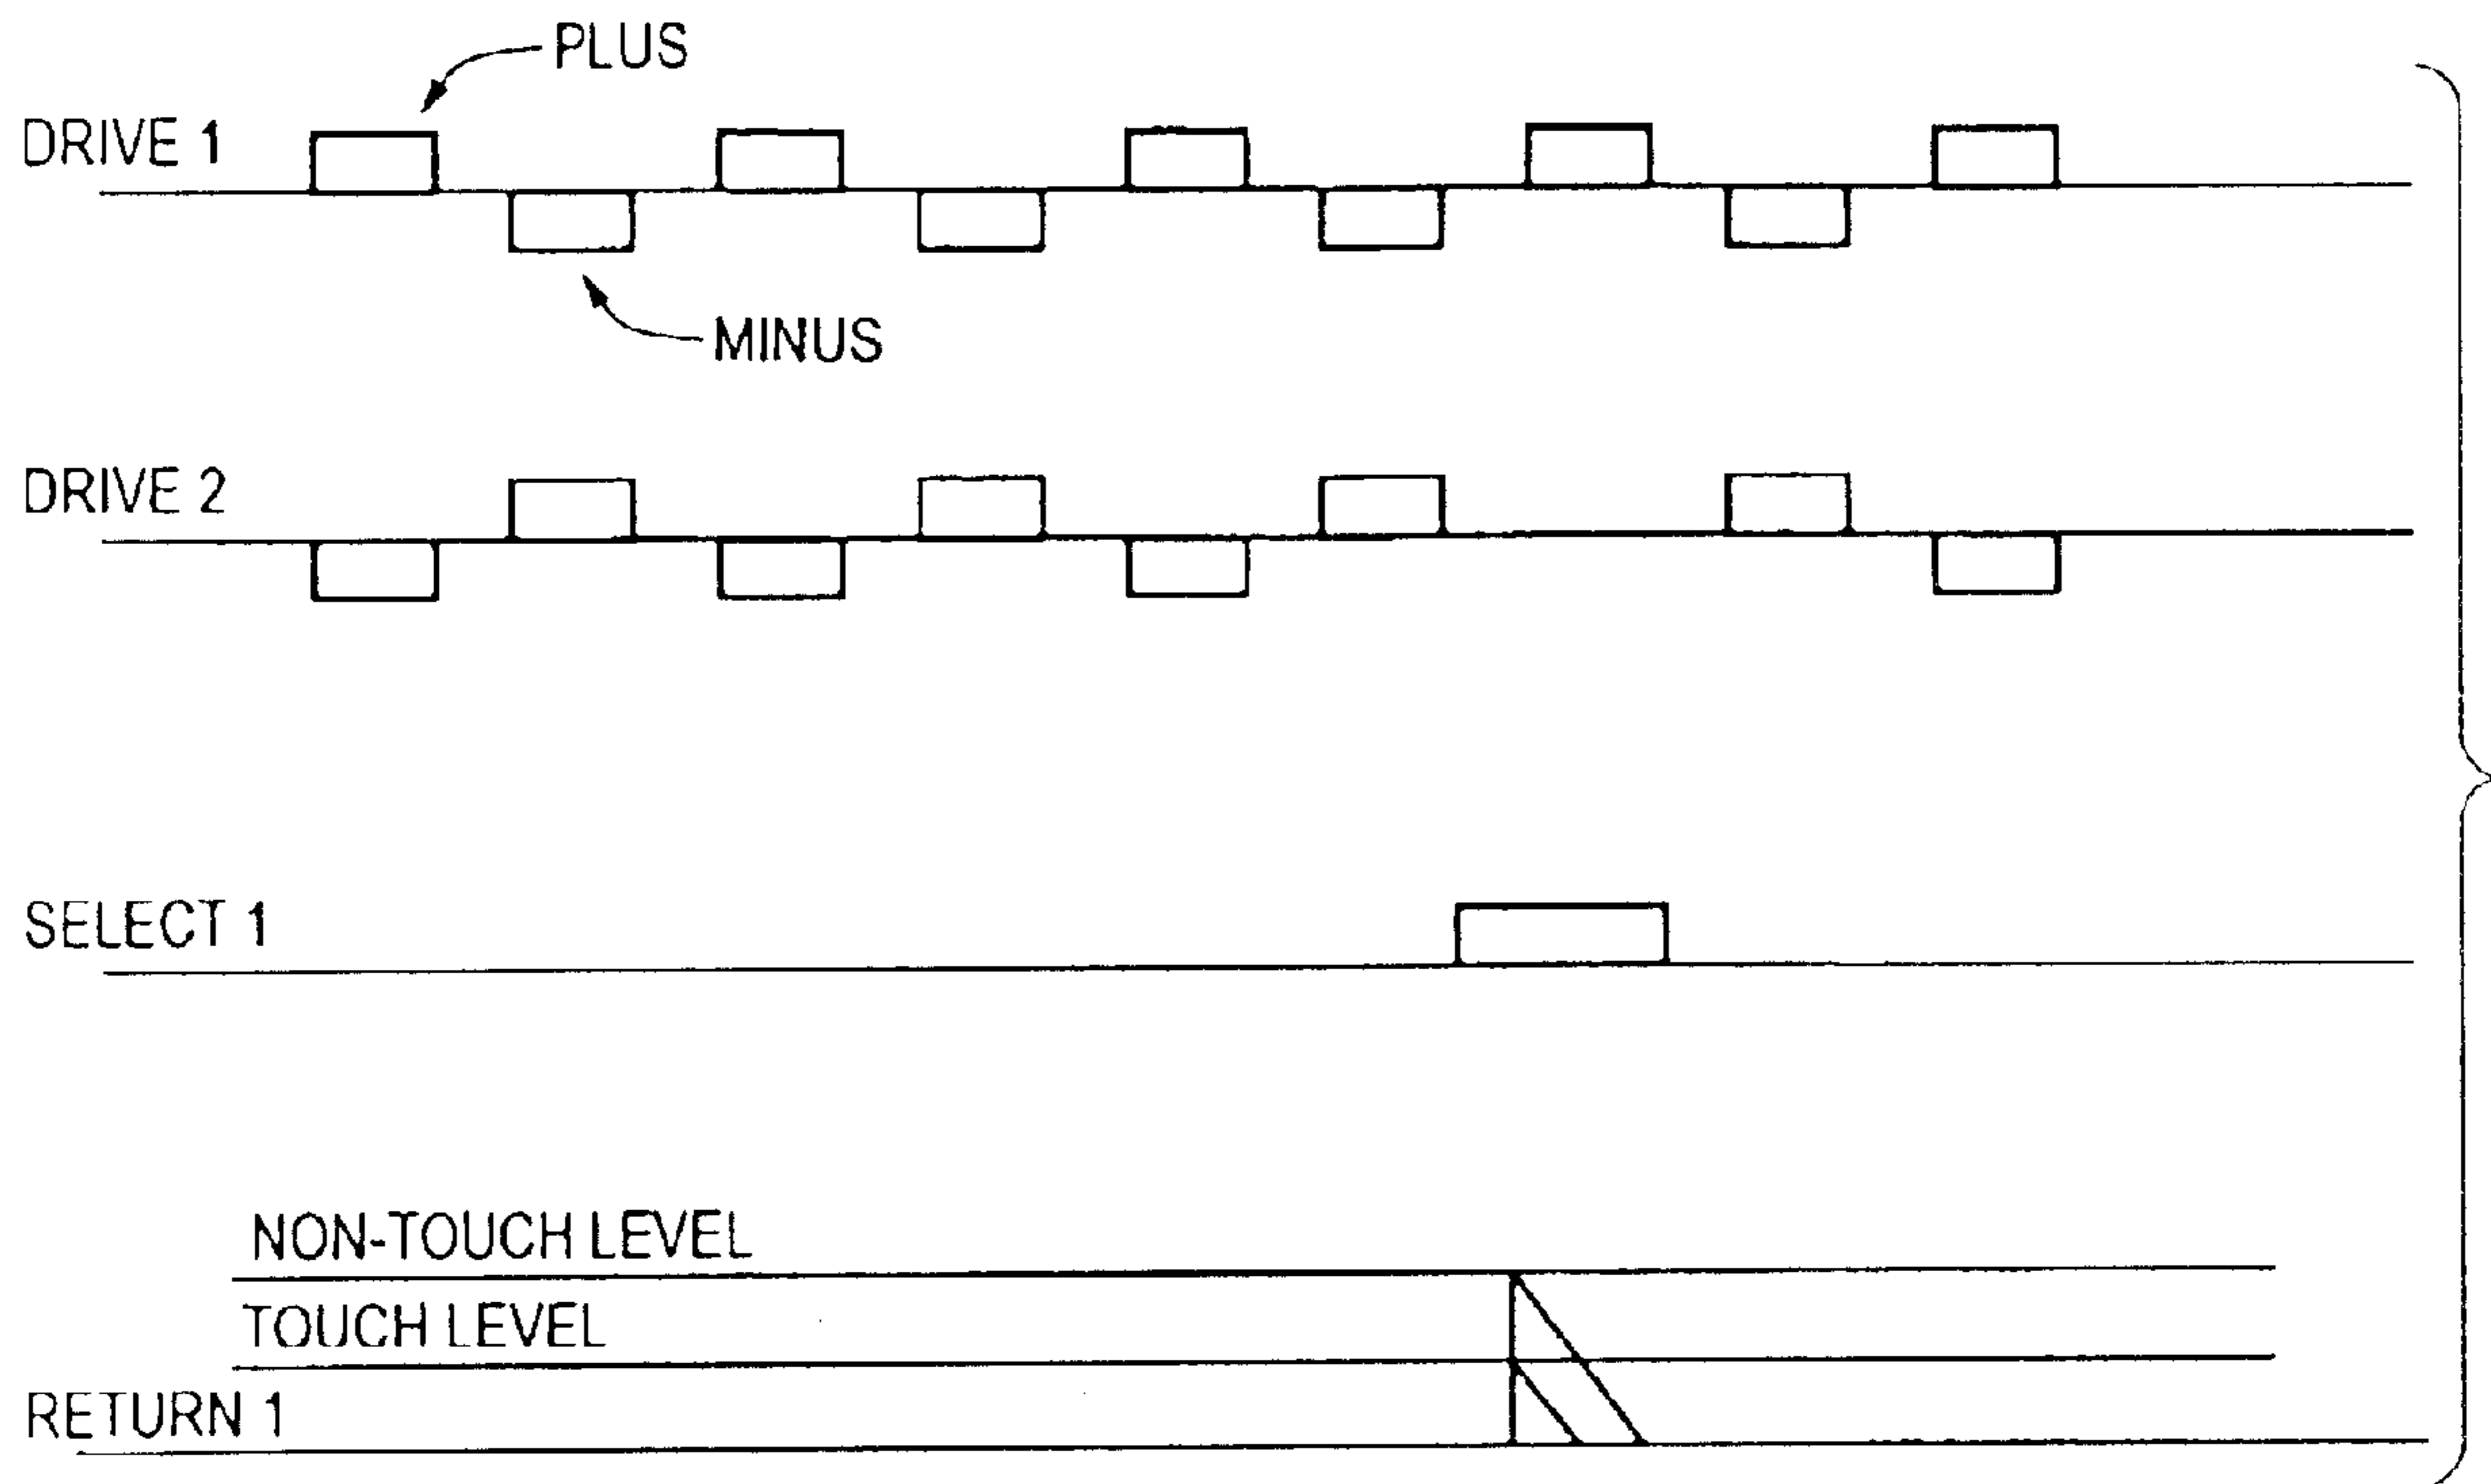 PLUS
DRIVE 1
MINUS
DRIVE 2
SELECT 1
NON-TOUCH LEVEL
TOUCH LEVEL
RETURN 1